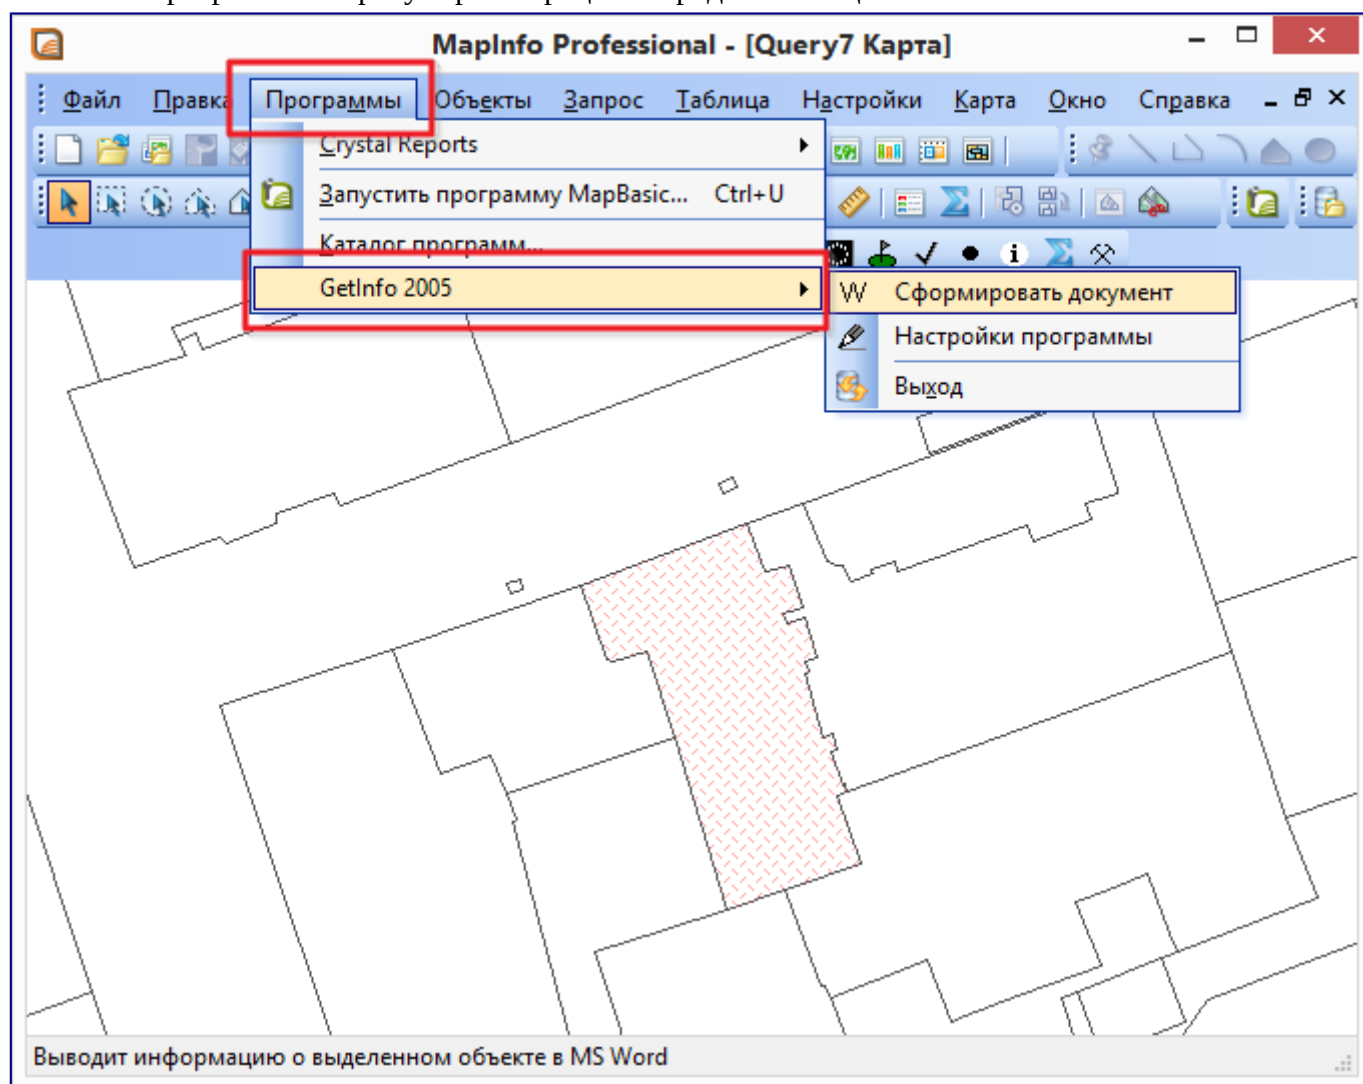 MapInfo Professional - [Query7 Карта]
Файл Правка Программы Объекты Запрос Таблица Настройки Карта Окно Справка
Crystal Reports
Запустить программу MapBasic... Ctrl+U
Каталог программ...
GetInfo 2005
W Сформировать документ
Настройки программы
Выход
Выводит информацию о выделенном объекте в MS Word